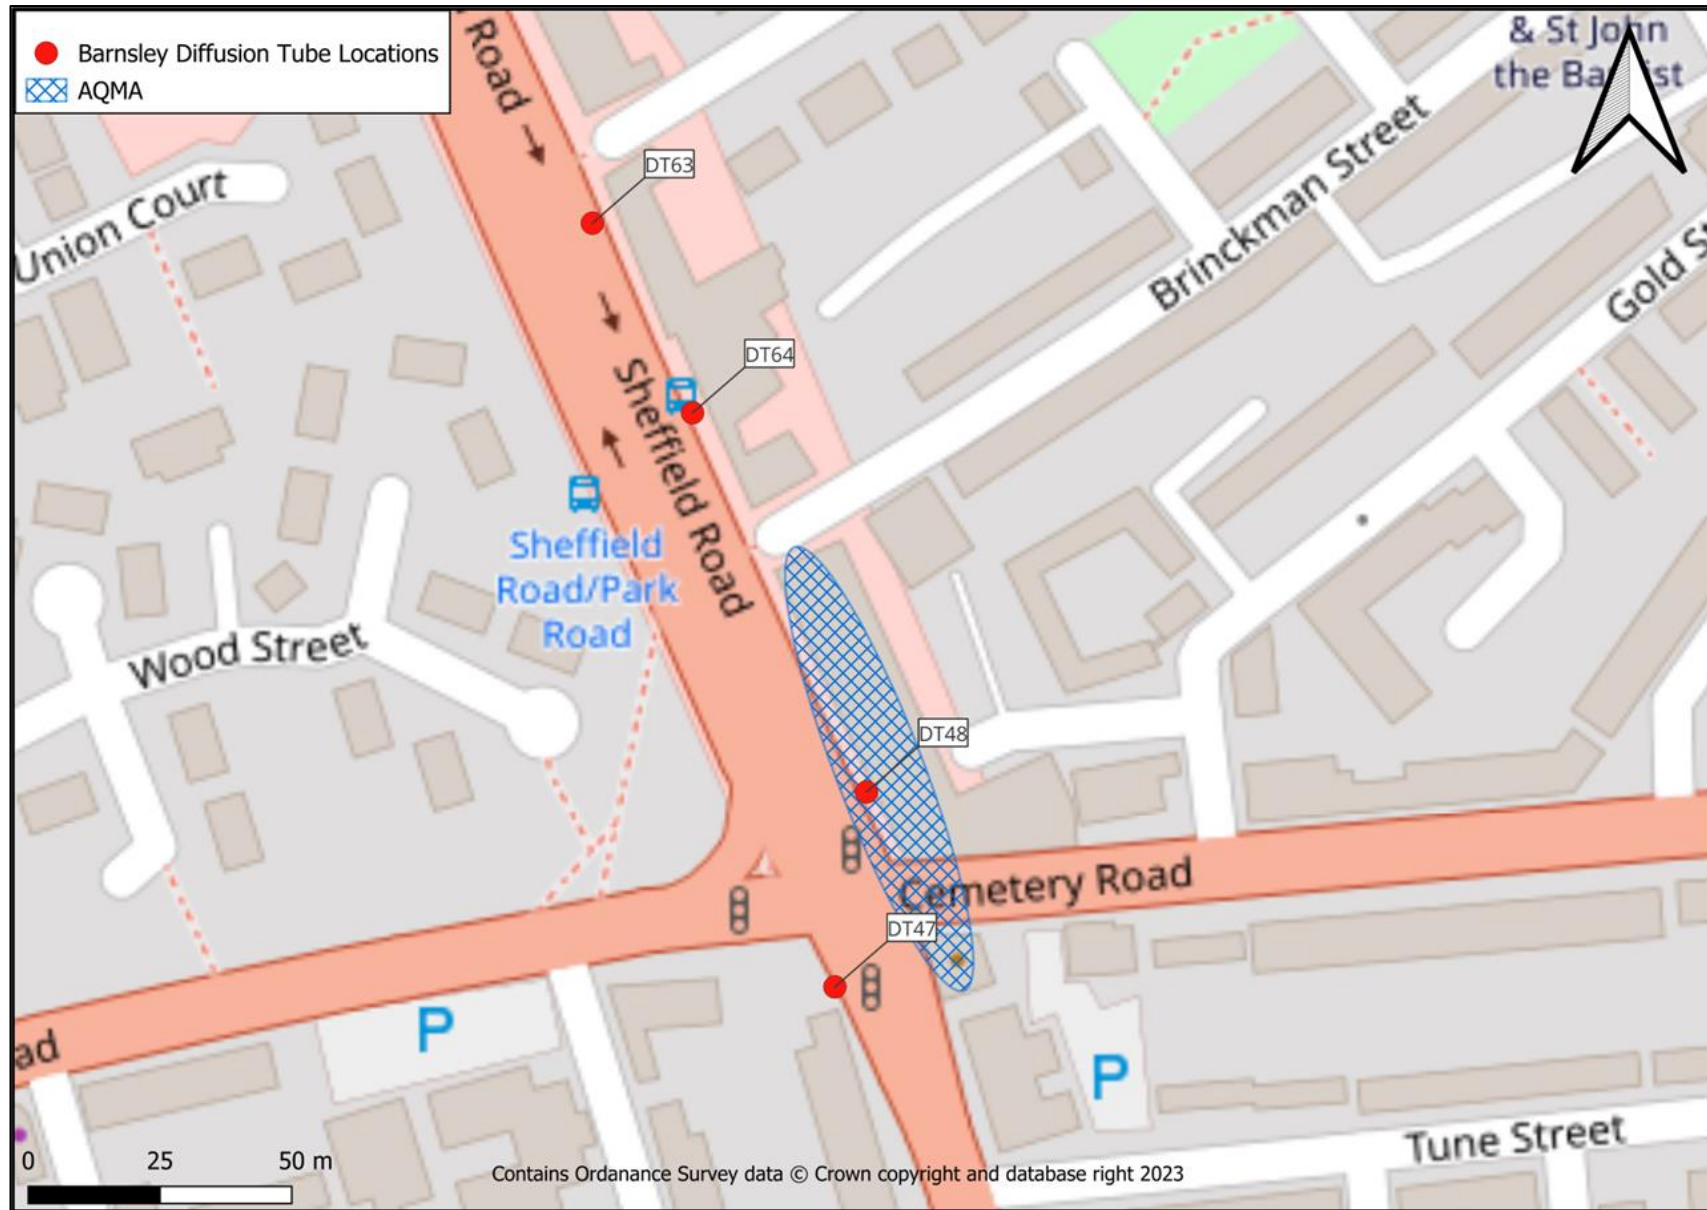 Barnsley Diffusion Tube Locations
AQMA
Road
& St John
the Baptist
DT63
Union Court
Brinckman Street
Gold St
DT64
Sheffield Road
Sheffield
Road/Park
Road
Wood Street
DT48
Cemetery Road
DT47
P
ad
P
Tune Street
0 25 50 m
Contains Ordanance Survey data © Crown copyright and database right 2023